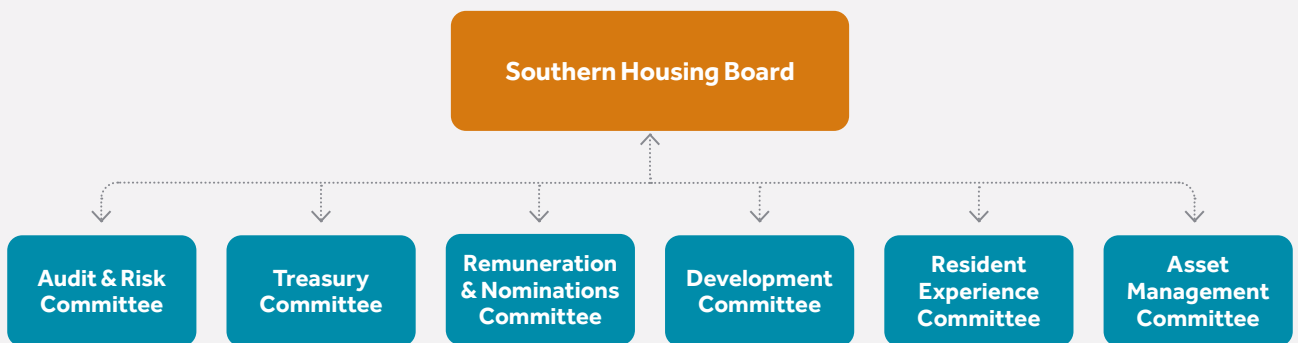 Southern Housing Board
Audit & Risk
Committee
Treasury
Committee
Remuneration
& Nominations
Committee
Development
Committee
Resident
Experience
Committee
Asset
Management
Committee